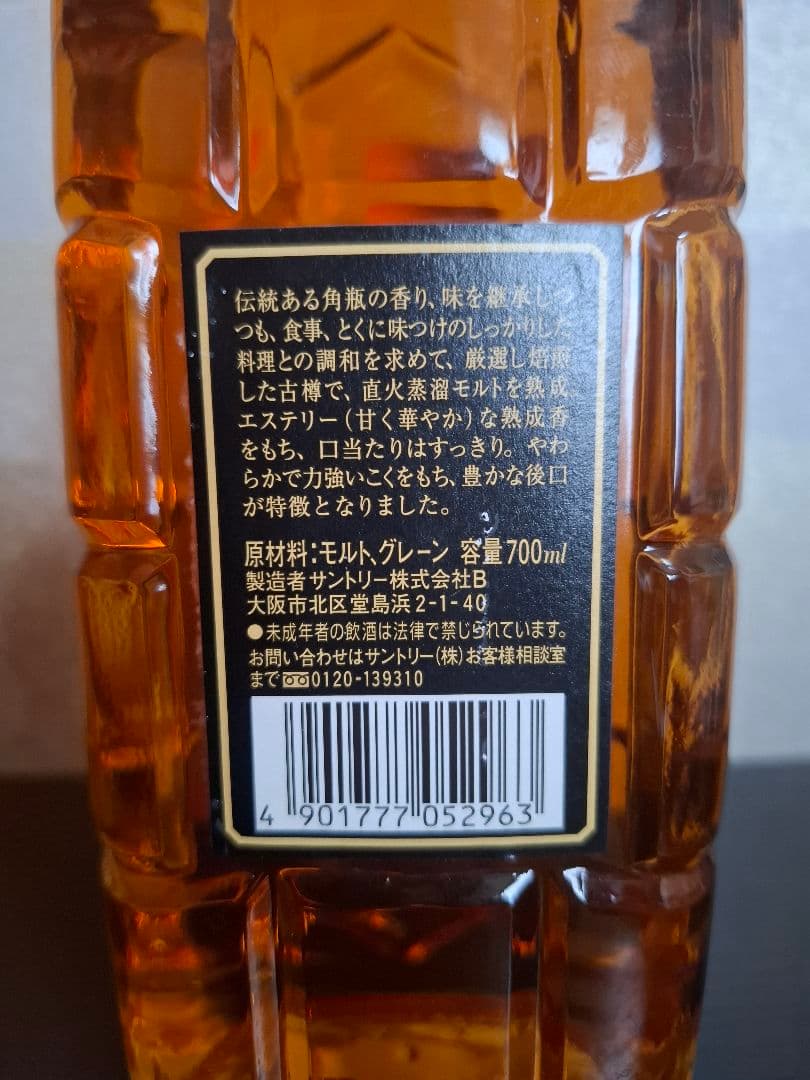 伝統ある角瓶の香り、味を継承しつ
つも、食事、とくに味つけのしっかりした
料理との調和を求めて、厳選し焙煎
した古樽で、直火蒸溜モルトを熟成。
エステリー(甘く華やか)な熟成香
をもち、口当たりはすっきり。やわ
らかで力強いこくをもち、豊かな後口
が特徴となりました。
原材料:モルト、グレーン 容量700ml
製造者サントリー株式会社B
大阪市北区堂島浜2-1-40
●未成年者の飲酒は法律で禁じられています。
お問い合わせはサントリー(株)お客様相談室
まで 0120-139310
4 901777 052963